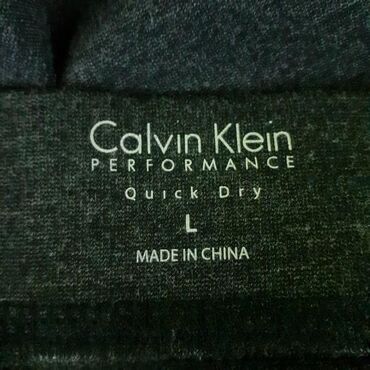 Calvin Klein
PERFORMANCE
Quick Dry
L
MADE IN CHINA